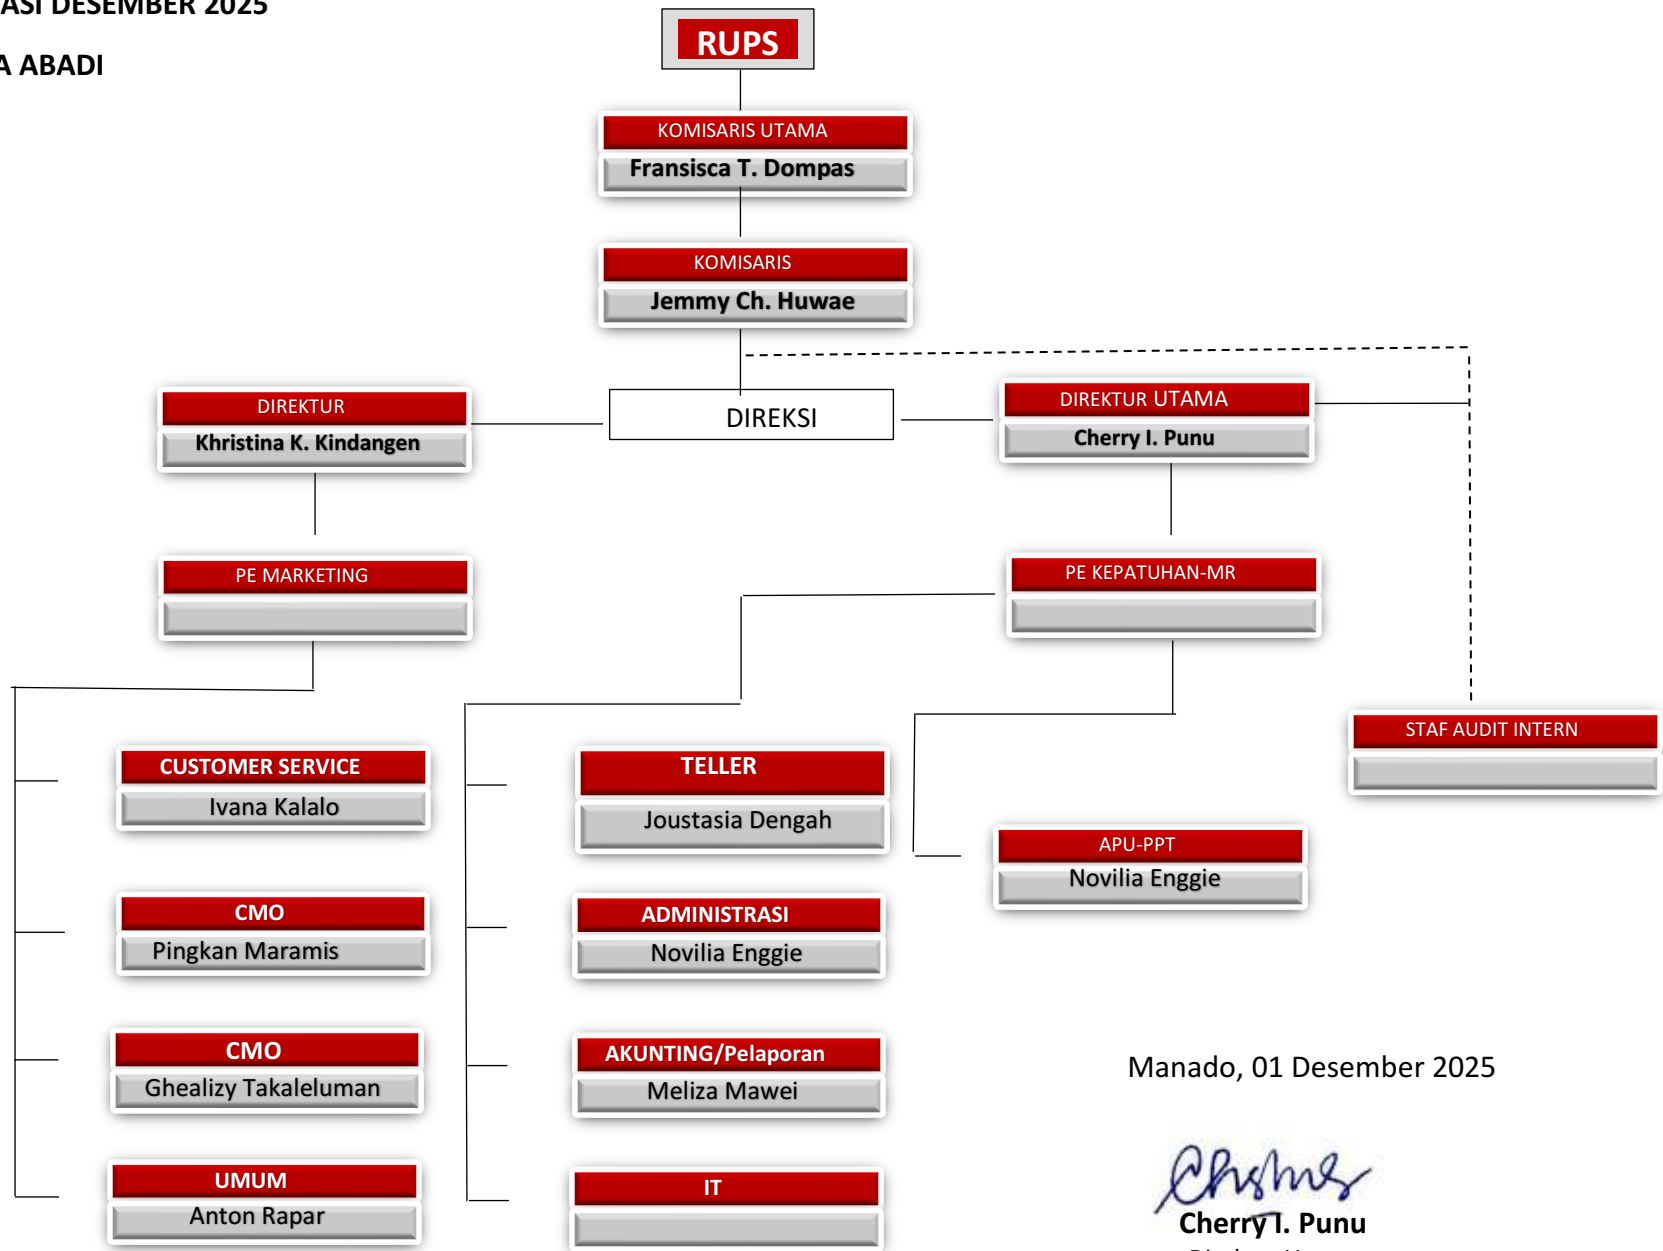 DESEMBER 2025
ABADI
RUPS
KOMISARIS UTAMA
Fransisca T. Dompas
KOMISARIS
Jemmy Ch. Huwae
DIREKSI
DIREKTUR
Khristina K. Kindangen
DIREKTUR UTAMA
Cherry I. Punu
PE MARKETING
PE KEPATUHAN-MR
STAF AUDIT INTERN
CUSTOMER SERVICE
Ivana Kalalo
TELLER
Joustasia Dengah
APU-PPT
Novilia Enggie
CMO
Pingkan Maramis
ADMINISTRASI
Novilia Enggie
CMO
Ghealizy Takaleluman
AKUNTING/Pelaporan
Meliza Mawei
UMUM
Anton Rapar
IT
Manado, 01 Desember 2025
Cherry I. Punu